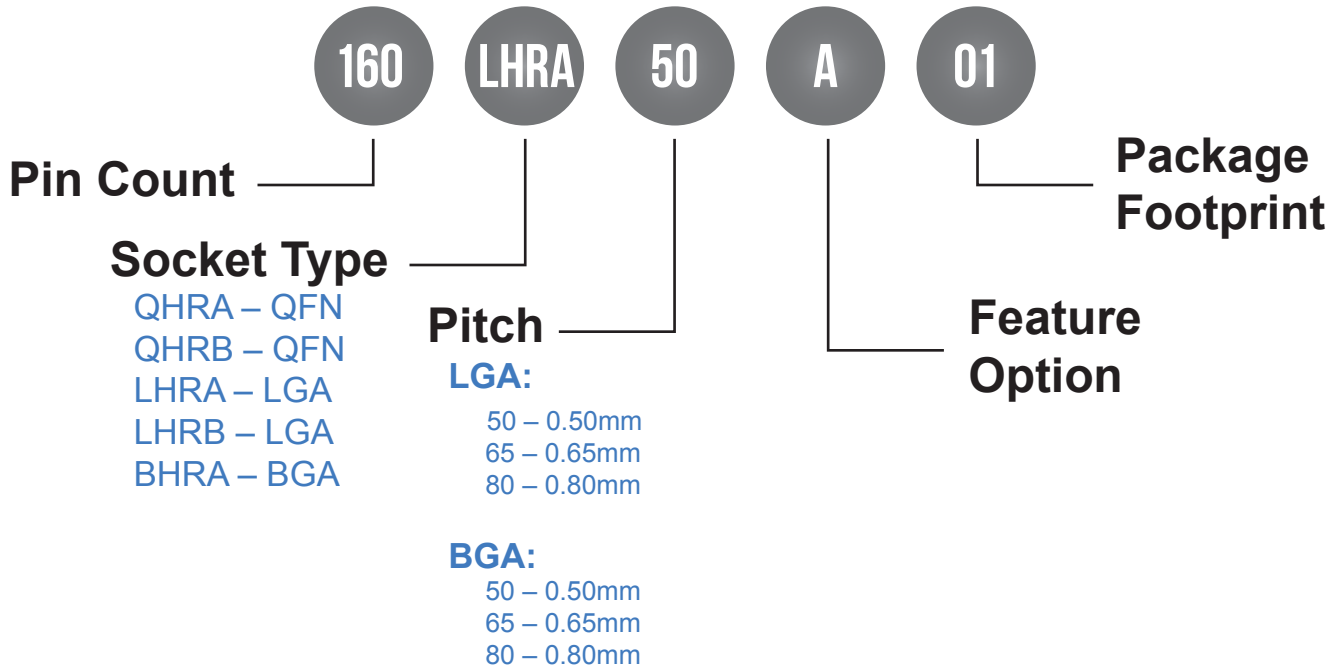 160 LHRA 50 A 01
Pin Count
Socket Type
QHRA – QFN
QHRB – QFN
LHRA – LGA
LHRB – LGA
BHRA – BGA
Pitch
LGA:
50 – 0.50mm
65 – 0.65mm
80 – 0.80mm
BGA:
50 – 0.50mm
65 – 0.65mm
80 – 0.80mm
Feature
Option
Package
Footprint